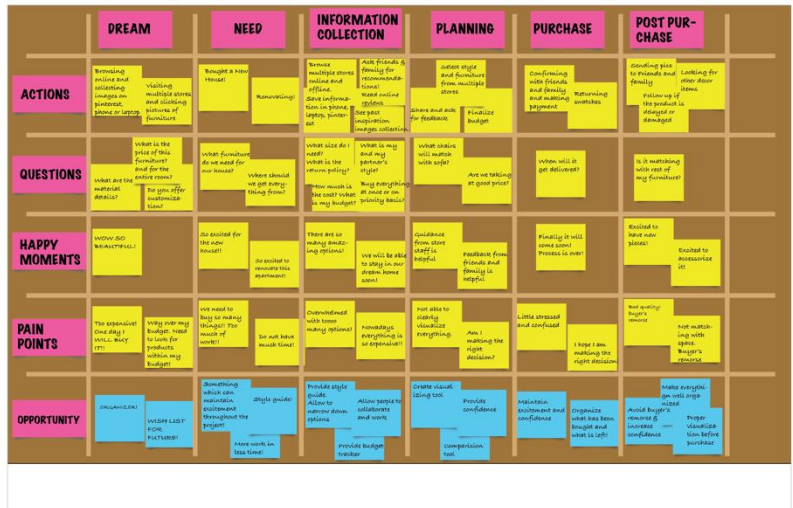 DREAM
NEED
INFORMATION
COLLECTION
PLANNING
PURCHASE
POST PUR-
CHASE
ACTIONS
Browsing
online and
collecting
images on
pinterest,
phone or laptop
Visiting
multiple stores
and clicking
pictures of
furniture
Bought a New
House!
Renovating!
Browse
multiple stores
online and
offline.
Save informa-
tion in phone,
laptop, pinter-
est
Ask friends &
family for
recommenda-
tions!
Read online
reviews
See past
inspiration
images collection
Select style
and furniture
from multiple
stores
Share and ask
for feedback
Finalize
budget
Confirming
with friends
and family
and making
payment
Returning
swatches
Sending pics
to Friends and
family
Looking for
other decor
items
Follow up if
the product is
delayed or
damaged
QUESTIONS
What is the
price of this
furniture?
and for the
entire room?
What are the
material
details?
Do you offer
customiza-
tion?
What furniture
do we need for
our house?
Where should
we get every-
thing from?
What size do I
need?
What is the
return policy?
What is my
and my
partner's
style?
How much is
the cost? What
is my budget?
Buy everything
at once or on
priority basis?
What chairs
will match
with sofa?
Are we taking
at good price?
When will it
get delivered?
Is it matching
with rest of
my furniture?
HAPPY
MOMENTS
WOW SO
BEAUTIFUL!
So excited for
the new
house!!
So excited to
renovate this
apartment!
There are so
many amaz-
ing options!
We will be able
to stay in our
dream home
soon!
Guidance
from store
staff is
helpful
Feedback from
friends and
family is
helpful
Finally it will
come soon!
Process is over!
Excited to
have new
pieces!
Excited to
accessorize
it!
PAIN
POINTS
Too expensive!
One day I
WILL BUY
IT!!
Way over my
budget. Need
to look for
products
within my
budget!
We need to
buy so many
things!! Too
much of
work!!
Do not have
much time!
Overwhelmed
with tooo
many options!
Nowadays
everything is
so expensive!!
Not able to
clearly
visualize
everything.
Am I
making the
right
decision?
Little stressed
and confused
I hope I am
making the
right decision!
Bad quality!
Buyer's
remorse
Not match-
ing with
space.
Buyer's
remorse
OPPORTUNITY
ORGANIZER!
WISH LIST
FOR
FUTURE!
Something
which can
maintain
excitement
throughout the
project!
Style guide!
More work in
less time!
Provide style
guide
Allow to
narrow down
options
Allow people to
collaborate
and work
Provide budget
tracker
Create visual-
izing tool
Provide
confidence
Comparision
tool
Maintain
excitement and
confidence
Organize
what has been
bought and
what is left!
Make everythi-
gn well orga-
nized
Avoid buyer's
remorse &
increase
confidence
Proper
visualiza-
tion before
purchase